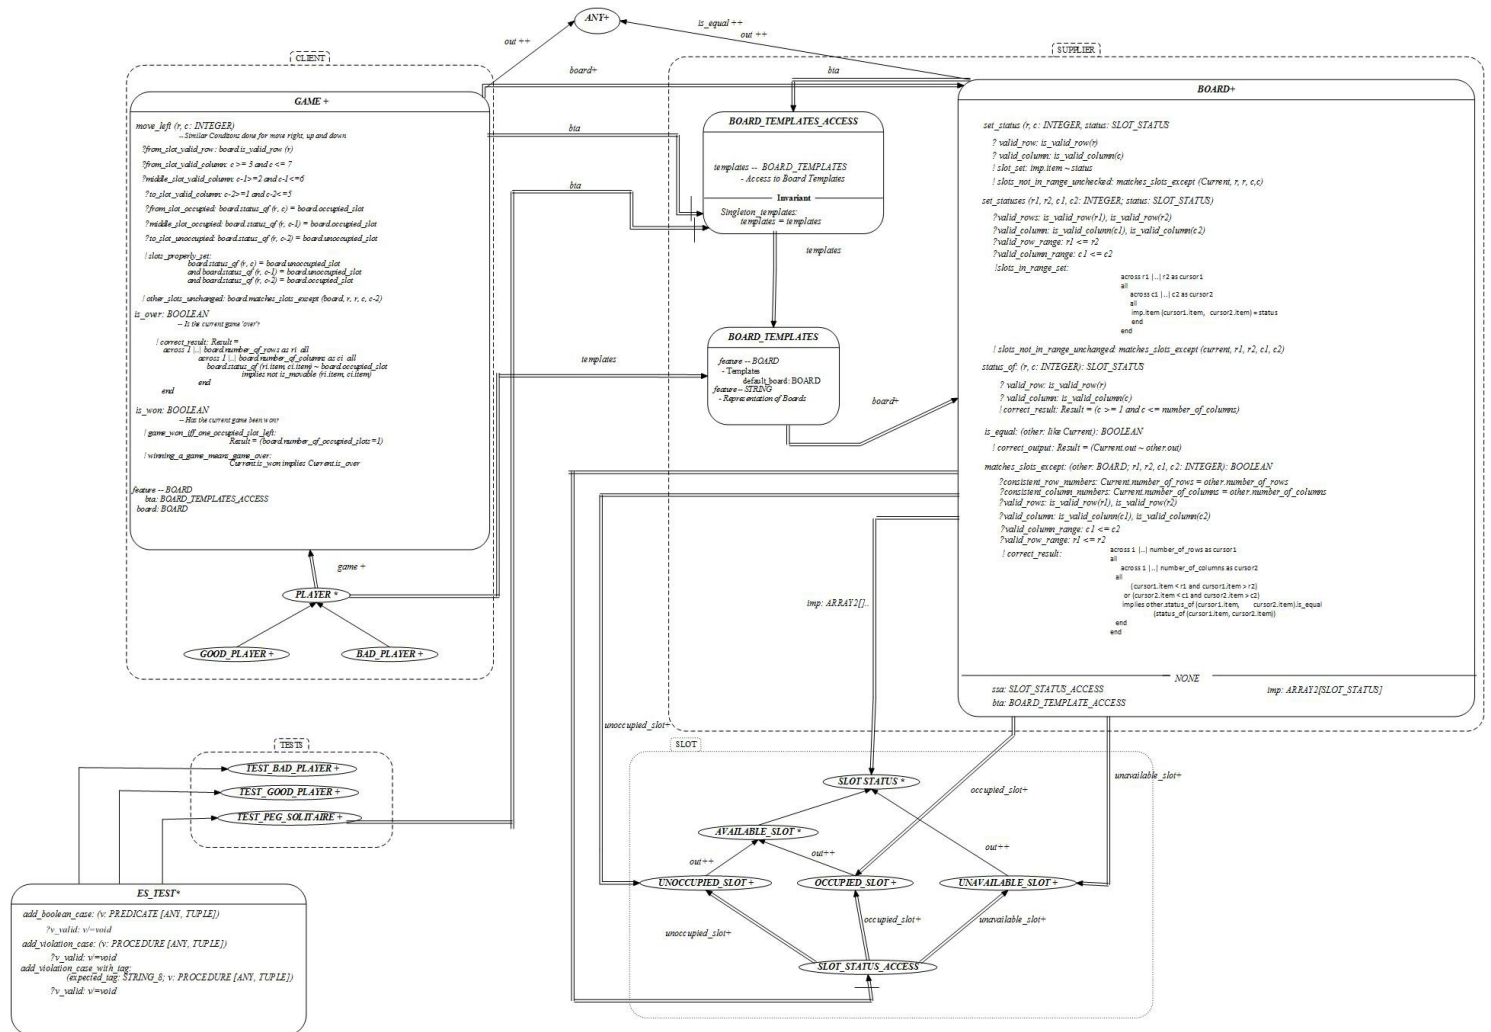 ANY+
is_equal ++
out ++
out ++
CLIENT
SUPPLIER
board+
bta
GAME +
move_left (r, c : INTEGER)
-- Similar Conditions done for move right, up and down
?from_slot_valid_row: board.is_valid_row (r)
?from_slot_valid_column: c >= 3 and c <= 7
?middle_slot_valid_column: c-1>=2 and c-1<=6
?to_slot_valid_column: c-2>=1 and c-2<=5
?from_slot_occupied: board.status_of (r, c) = board.occupied_slot
?middle_slot_occupied: board.status_of (r, c-1) = board.occupied_slot
?to_slot_unoccupied: board.status_of (r, c-2) = board.unoccupied_slot
! slots_properly_set:
board.status_of (r, c) = board.unoccupied_slot
and board.status_of (r, c-1) = board.unoccupied_slot
and board.status_of (r, c-2) = board.occupied_slot
! other_slots_unchanged: board.matches_slots_except (board, r, r, c, c-2)
is_over: BOOLEAN
-- Is the current game 'over'?
! correct_result: Result =
across 1 |..| board.number_of_rows as ri all
across 1 |..| board.number_of_columns as ci all
board.status_of (ri.item, ci.item) ~ board.occupied_slot
implies not is_movable (ri.item, ci.item)
end
end
is_won: BOOLEAN
-- Has the current game been won?
! game_won_iff_one_occupied_slot_left:
Result = (board.number_of_occupied_slots =1)
! winning_a_game_means_game_over:
Current.is_won implies Current.is_over
feature -- BOARD
bta: BOARD_TEMPLATES_ACCESS
board: BOARD
bta
bta
BOARD_TEMPLATES_ACCESS
templates -- BOARD_TEMPLATES
- Access to Board Templates
Invariant
Singleton_templates:
templates = templates
templates
BOARD_TEMPLATES
feature -- BOARD
- Templates
default_board: BOARD
feature -- STRING
- Representation of Boards
templates
board+
BOARD+
set_status (r, c: INTEGER, status: SLOT_STATUS
? valid_row: is_valid_row(r)
? valid_column: is_valid_column(c)
! slot_set: imp.item ~ status
! slots_not_in_range_unchecked: matches_slots_except (Current, r, r, c,c)
set_statuses (r1, r2, c1, c2: INTEGER; status: SLOT_STATUS)
?valid_rows: is_valid_row(r1), is_valid_row(r2)
?valid_column: is_valid_column(c1), is_valid_column(c2)
?valid_row_range: r1 <= r2
?valid_column_range: c1 <= c2
!slots_in_range_set:
across r1 |..| r2 as cursor1
all
across c1 |..| c2 as cursor2
all
imp.item (cursor1.item, cursor2.item) = status
end
end
! slots_not_in_range_unchanged: matches_slots_except (current, r1, r2, c1, c2)
status_of: (r, c: INTEGER): SLOT_STATUS
? valid_row: is_valid_row(r)
? valid_column: is_valid_column(c)
! correct_result: Result = (c >= 1 and c <= number_of_columns)
is_equal: (other: like Current): BOOLEAN
! correct_output: Result = (Current.out ~ other.out)
matches_slots_except: (other: BOARD; r1, r2, c1, c2: INTEGER): BOOLEAN
?consistent_row_numbers: Current.number_of_rows = other.number_of_rows
?consistent_column_numbers: Current.number_of_columns = other.number_of_columns
?valid_rows: is_valid_row(r1), is_valid_row(r2)
?valid_column: is_valid_column(c1), is_valid_column(c2)
?valid_column_range: c1 <= c2
?valid_row_range: r1 <= r2
! correct_result:
across 1 |..| number_of_rows as cursor1
all
across 1 |..| number_of_columns as cursor2
all
(cursor1.item < r1 and cursor1.item > r2)
or (cursor2.item < c1 and cursor2.item > c2)
implies other.status_of (cursor1.item, cursor2.item).is_equal
(status_of (cursor1.item, cursor2.item))
end
end
NONE
ssa: SLOT_STATUS_ACCESS
bta: BOARD_TEMPLATE_ACCESS
imp: ARRAY2[SLOT_STATUS]
game +
PLAYER *
GOOD_PLAYER +
BAD_PLAYER +
imp: ARRAY2[]..
unoccupied_slot+
TESTS
TEST_BAD_PLAYER +
TEST_GOOD_PLAYER +
TEST_PEG_SOLITAIRE +
SLOT
SLOT STATUS *
occupied_slot+
unavailable_slot+
AVAILABLE_SLOT *
out++
out++
out++
UNOCCUPIED_SLOT +
OCCUPIED_SLOT +
UNAVAILABLE_SLOT +
unoccupied_slot+
occupied_slot+
unavailable_slot+
SLOT_STATUS_ACCESS
ES_TEST*
add_boolean_case: (v: PREDICATE [ANY, TUPLE])
?v_valid: v/=void
add_violation_case: (v: PROCEDURE [ANY, TUPLE])
?v_valid: v/=void
add_violation_case_with_tag:
(expected_tag: STRING_8; v: PROCEDURE [ANY, TUPLE])
?v_valid: v/=void